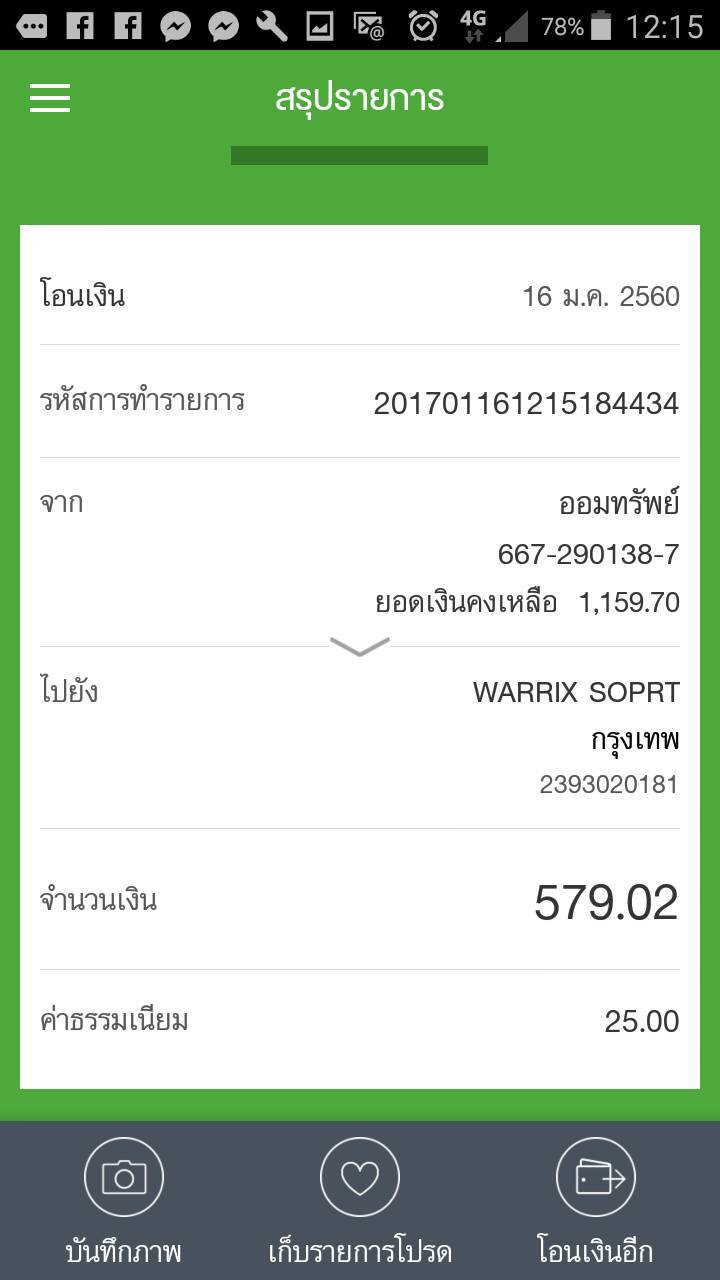 4G 78% 12:15
สรุปรายการ
โอนเงิน 16 ม.ค. 2560
รหัสการทำรายการ 201701161215184434
จาก ออมทรัพย์
667-290138-7
ยอดเงินคงเหลือ 1,159.70
ไปยัง WARRIX SOPRT
กรุงเทพ
2393020181
จำนวนเงิน 579.02
ค่าธรรมเนียม 25.00
บันทึกภาพ เก็บรายการโปรด โอนเงินอีก